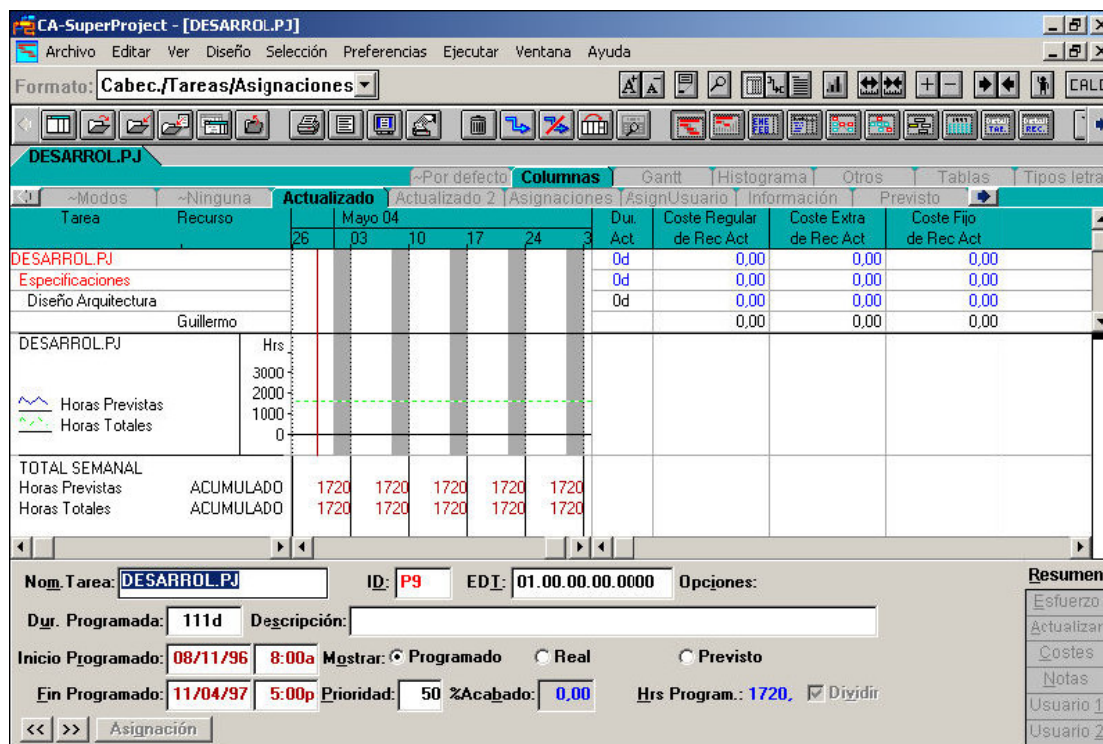 CA-SuperProject - [DESARROL.PJ]
Archivo Editar Ver Diseño Selección Preferencias Ejecutar Ventana Ayuda
Formato: Cabec./Tareas/Asignaciones
DESARROL.PJ
~Por defecto Columnas Gantt Histograma Otros Tablas Tipos letra
~Modos ~Ninguna Actualizado Actualizado 2 Asignaciones AsignUsuario Información Previsto
Tarea Recurso Mayo 04 Dur. Coste Regular Coste Extra Coste Fijo
26 03 10 17 24 3 Act de Rec Act de Rec Act de Rec Act
DESARROL.PJ 0d 0,00 0,00 0,00
Especificaciones 0d 0,00 0,00 0,00
Diseño Arquitectura 0d 0,00 0,00 0,00
Guillermo 0,00 0,00 0,00
DESARROL.PJ Hrs
3000
2000
Horas Previstas
1000
Horas Totales
0
TOTAL SEMANAL
Horas Previstas ACUMULADO 1720 1720 1720 1720 1720
Horas Totales ACUMULADO 1720 1720 1720 1720 1720
Nom.Tarea: DESARROL.PJ ID: P9 EDT: 01.00.00.00.0000 Opciones: Resumen
Esfuerzo
Dur. Programada: 111d Descripción:
Actualizar
Inicio Programado: 08/11/96 8:00a Mostrar: Programado Real Previsto Costes
Notas
Fin Programado: 11/04/97 5:00p Prioridad: 50 %Acabado: 0,00 Hrs Program.: 1720, Dividir
Usuario 1
<< >> Asignación Usuario 2